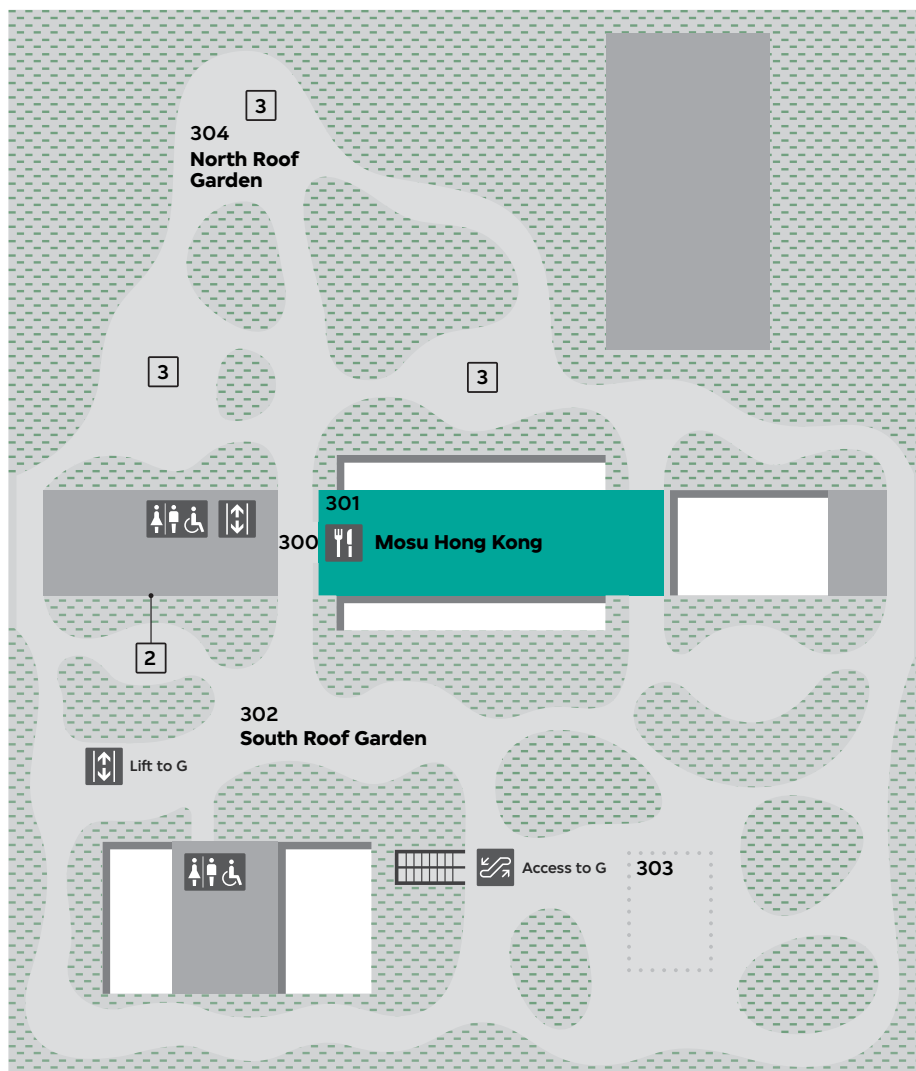 3
304
North Roof
Garden
3
3
301
300
Mosu Hong Kong
2
302
South Roof Garden
Lift to G
Access to G
303